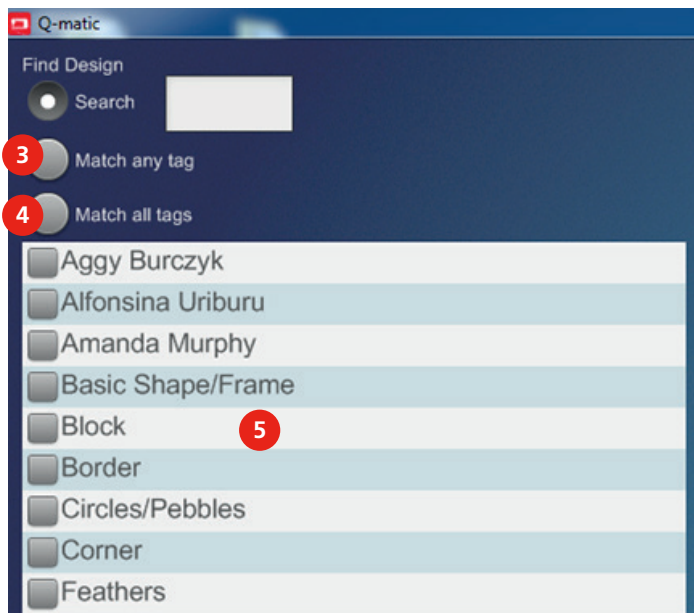 Q-matic
Find Design
Search
3 Match any tag
4 Match all tags
Aggy Burczyk
Alfonsina Uriburu
Amanda Murphy
Basic Shape/Frame
Block 5
Border
Circles/Pebbles
Corner
Feathers